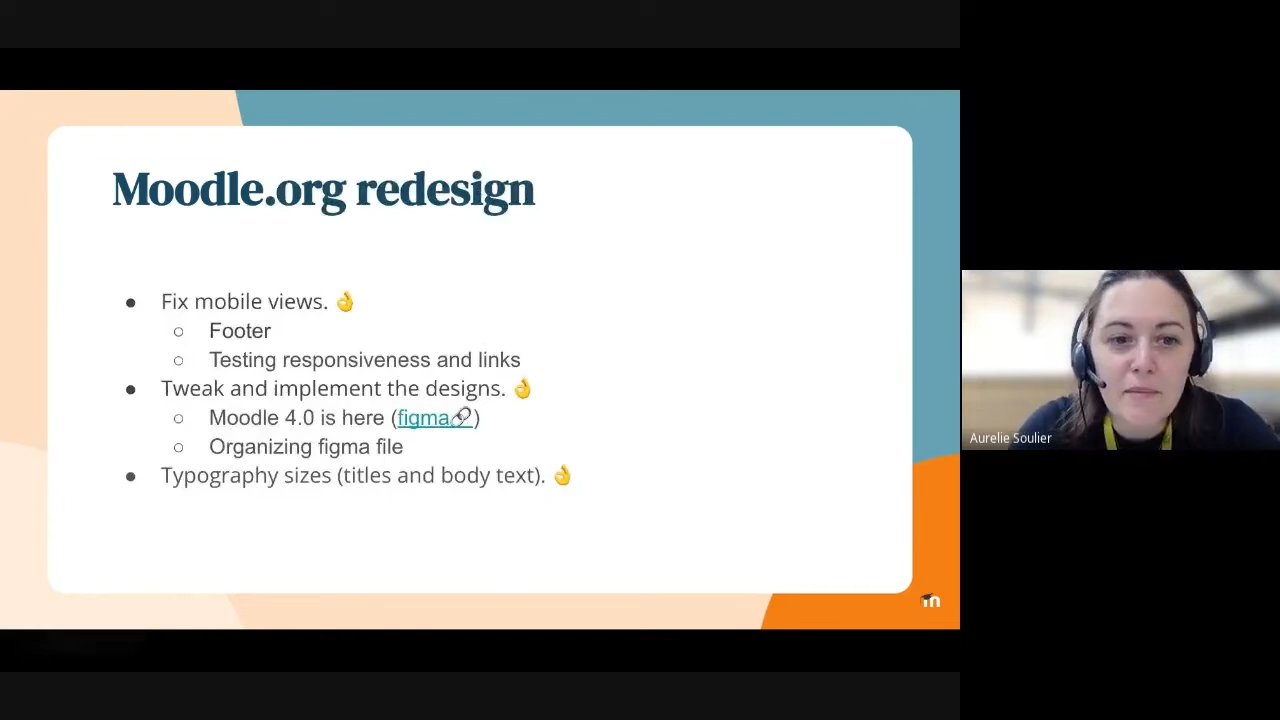 Moodle.org redesign
● Fix mobile views. 👌
○ Footer
○ Testing responsiveness and links
● Tweak and implement the designs. 👌
○ Moodle 4.0 is here (figma🔗)
○ Organizing figma file
● Typography sizes (titles and body text). 👌
m
Aurelie Soulier